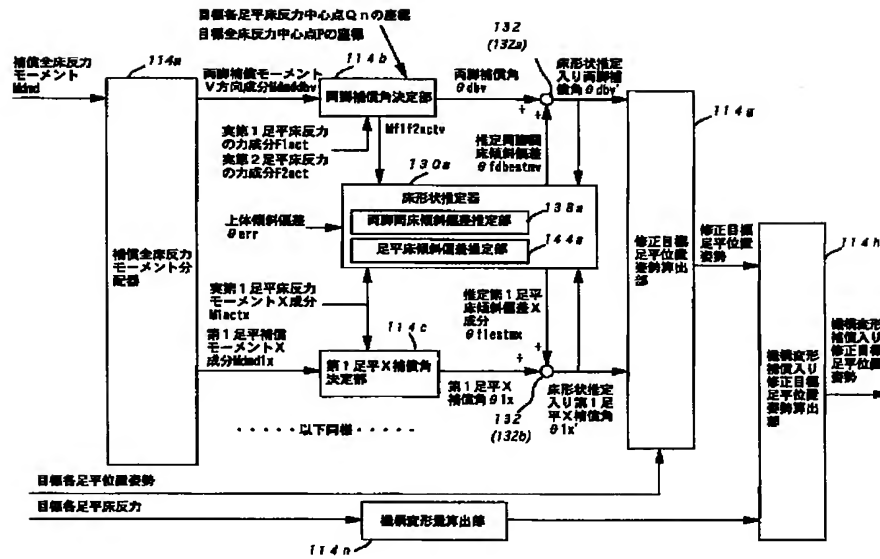 目標各足平床反力中心点Qnの座標
目標全床反力中心点Pの座標
132
(132a)
114a
補償全床反力
モーメント
Mdmd
両脚補償モーメント
V方向成分Mdmddbv
114b
両脚補償角決定部
両脚補償角
θdbv
床形状推定
入り両脚補
償角θdbv'
114g
実第1足平床反力
の力成分F1act
実第2足平床反力
の力成分F2act
Mf1f2actv
130a
推定両脚間
床傾斜偏差
θfdbestmv
床形状推定器
両脚間床傾斜偏差推定部
138a
足平床傾斜偏差推定部
144a
上体傾斜偏差
θerr
補償全床反力
モーメント分
配器
修正目標
足平位置
姿勢算出
部
修正目標
足平位置
姿勢
114h
実第1足平床反力
モーメントX成分
M1actx
114c
推定第1足平
床傾斜偏差X
成分
θf1estmx
第1足平補償
モーメントX
成分Mdmd1x
第1足平X補償角
決定部
第1足平X
補償角θ1x
132
(132b)
床形状推定
入り第1足
平X補償角
θ1x'
機構変形
補償入り
修正目標
足平位置
姿勢算出
部
機構変形
補償入り
修正目標
足平位置
姿勢
・・・・・以下同様・・・・・
目標各足平位置姿勢
目標各足平床反力
機構変形量算出部
114n